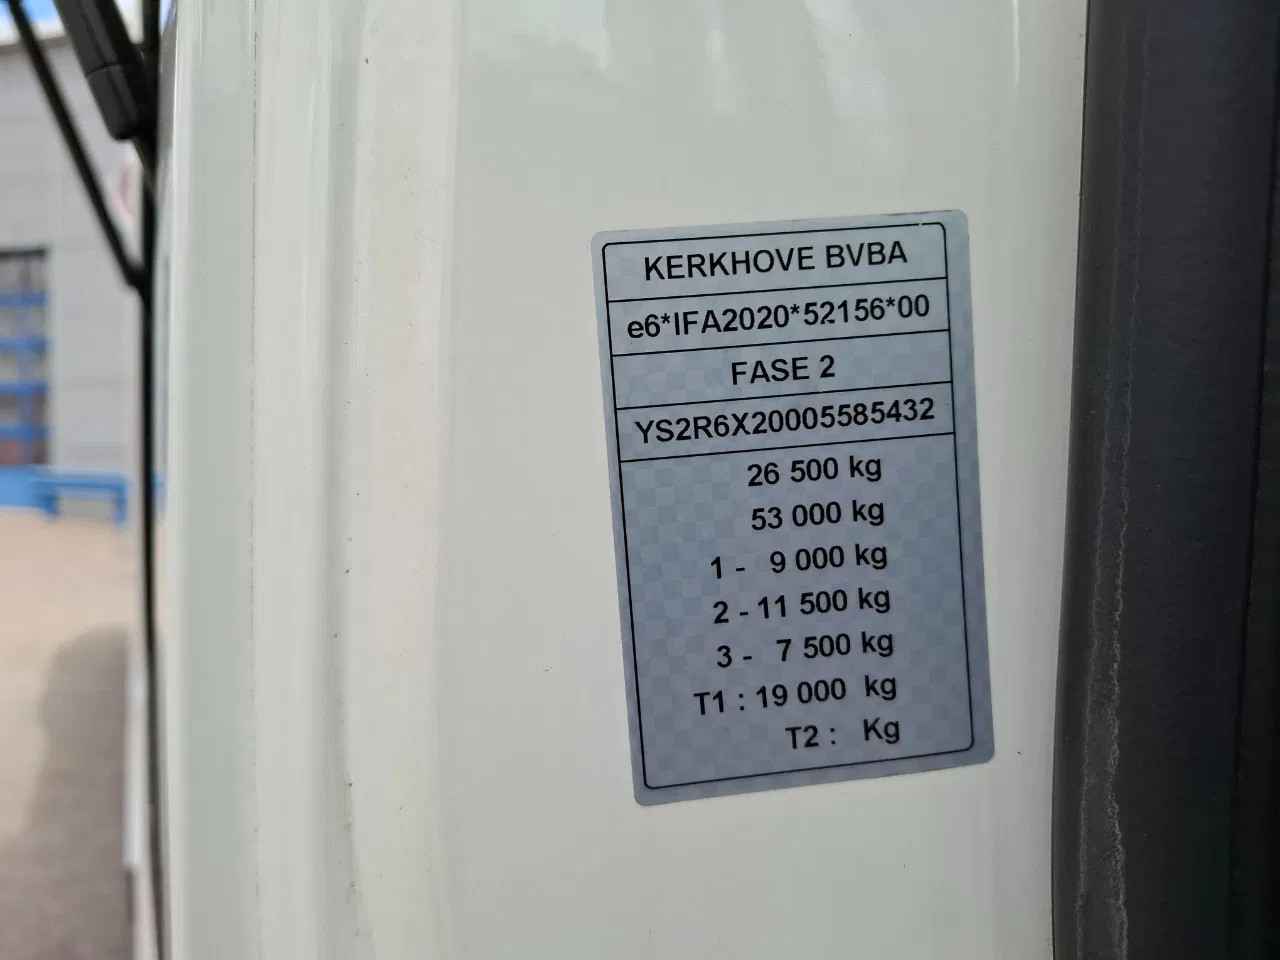 KERKHOVE BVBA
e6*IFA2020*52156*00
FASE 2
YS2R6X20005585432
26 500 kg
53 000 kg
1 - 9 000 kg
2 - 11 500 kg
3 - 7 500 kg
T1 : 19 000 kg
T2 : Kg